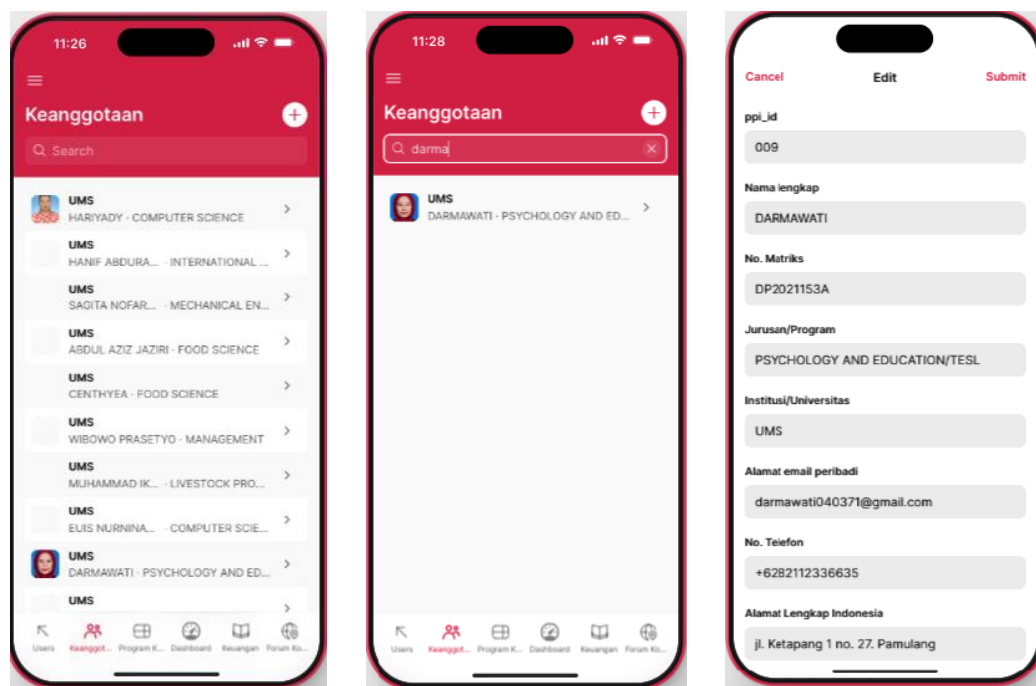 11:26
Keanggotaan
Search
UMS
HARIYADY · COMPUTER SCIENCE
UMS
HANIF ABDURA... · INTERNATIONAL ...
UMS
SAGITA NOFAR... · MECHANICAL EN...
UMS
ABDUL AZIZ JAZIRI · FOOD SCIENCE
UMS
CENTHYEA · FOOD SCIENCE
UMS
WIBOWO PRASETYO · MANAGEMENT
UMS
MUHAMMAD IK... · LIVESTOCK PRO...
UMS
EUIS NURNINA... · COMPUTER SCIE...
UMS
DARMAWATI · PSYCHOLOGY AND ED...
UMS
Users Keanggot... Program K... Dashboard Keuangan Forum Ko...
11:28
Keanggotaan
darma
UMS
DARMAWATI · PSYCHOLOGY AND ED...
Users Keanggot... Program K... Dashboard Keuangan Forum Ko...
Cancel Edit Submit
ppi_id
009
Nama lengkap
DARMAWATI
No. Matriks
DP2021153A
Jurusan/Program
PSYCHOLOGY AND EDUCATION/TESL
Institusi/Universitas
UMS
Alamat email peribadi
darmawati040371@gmail.com
No. Telefon
+6282112336635
Alamat Lengkap Indonesia
jl. Ketapang 1 no. 27. Pamulang